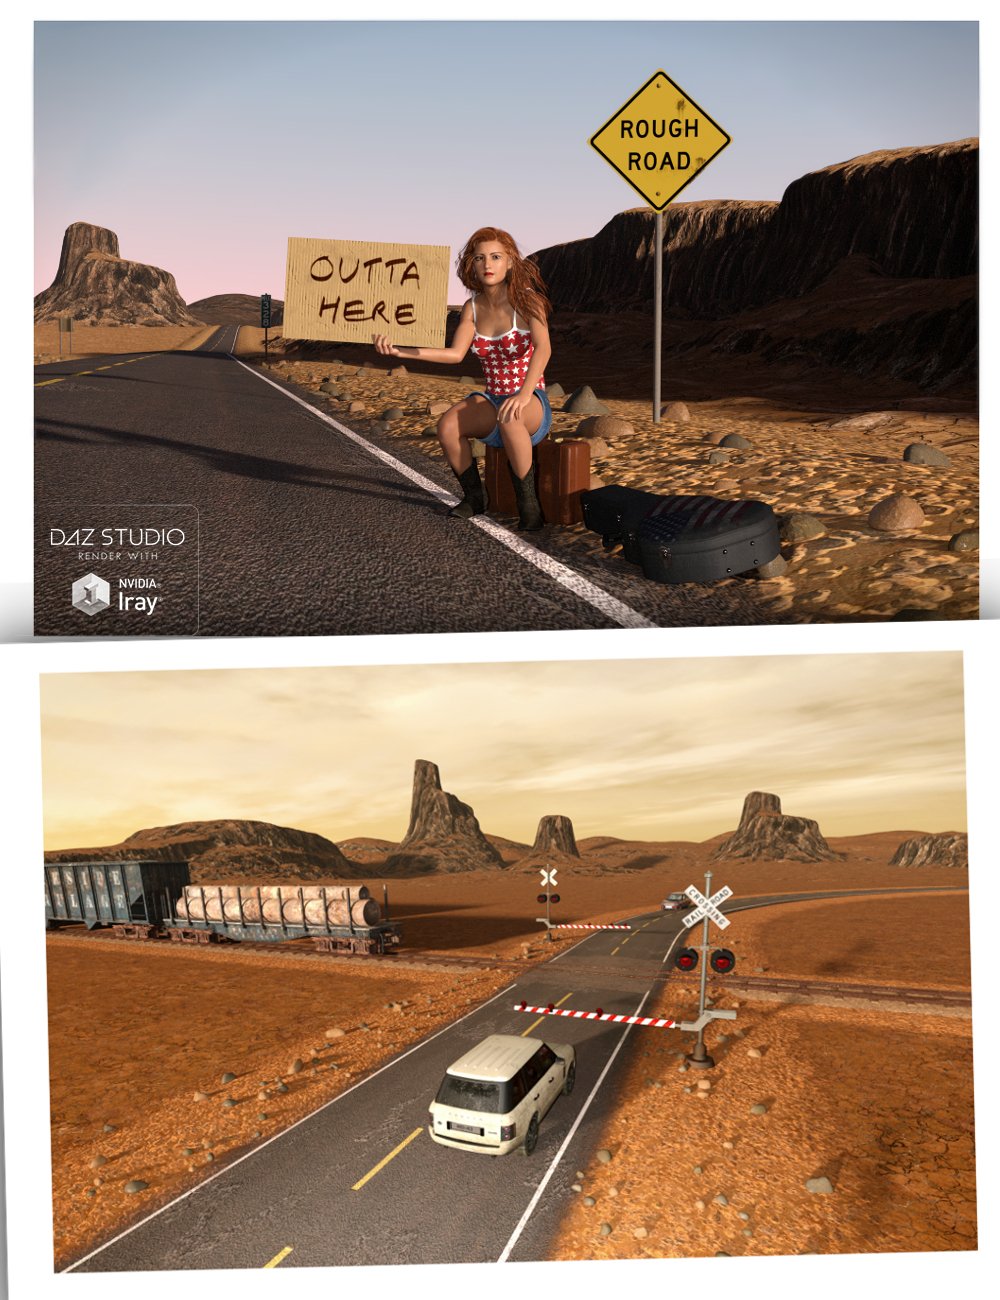 ROUGH
ROAD
OUTTA
HERE
DAZ STUDIO
RENDER WITH
NVIDIA®
Iray®
RAILROAD
CROSSING